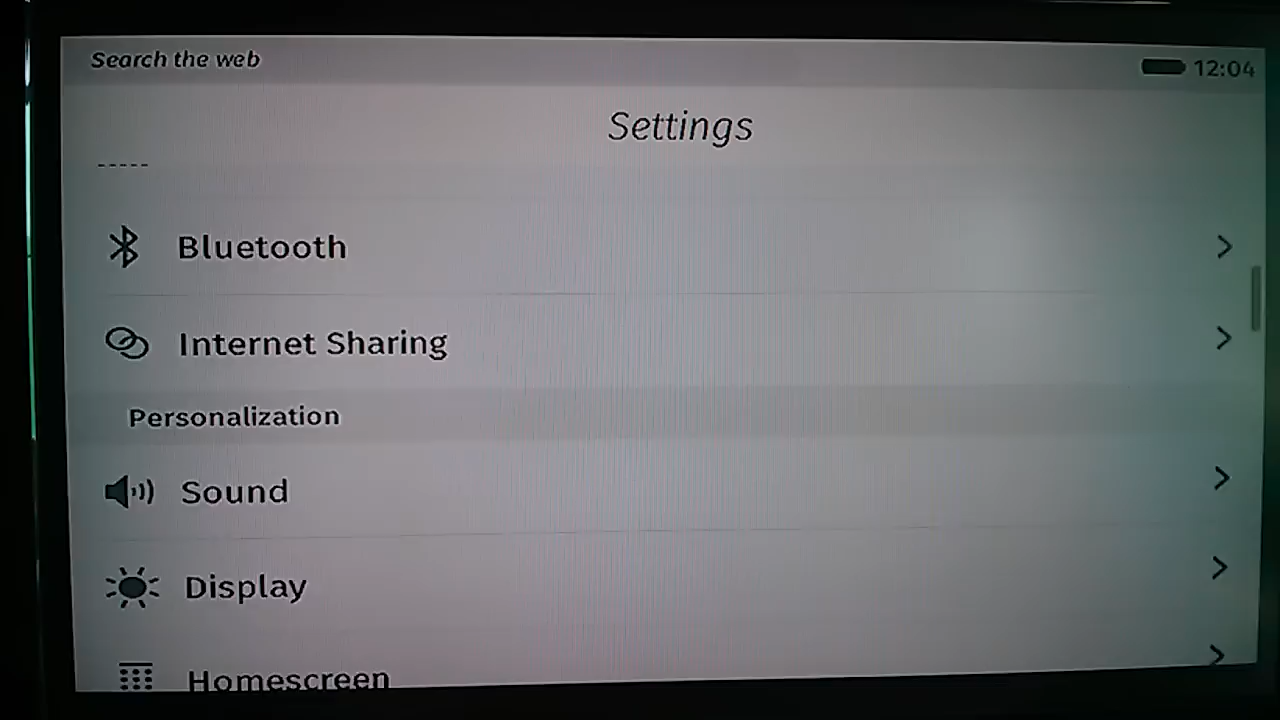 Search the web
12:04
Settings
-----
Bluetooth
Internet Sharing
Personalization
Sound
Display
Homescreen